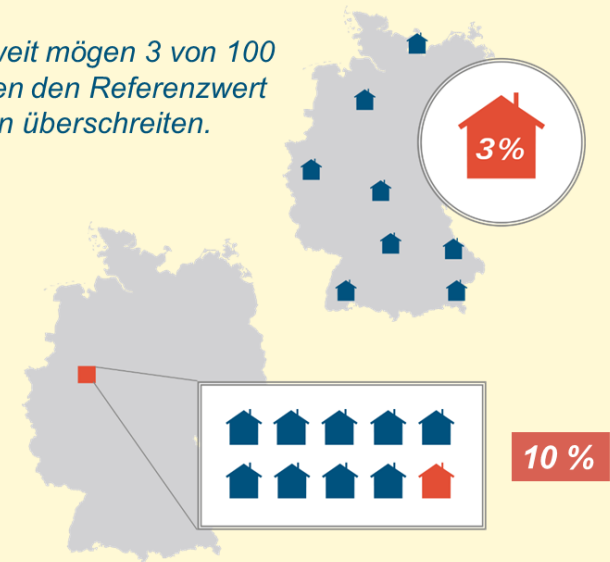 weit mögen 3 von 100
en den Referenzwert
n überschreiten.
3%
10 %